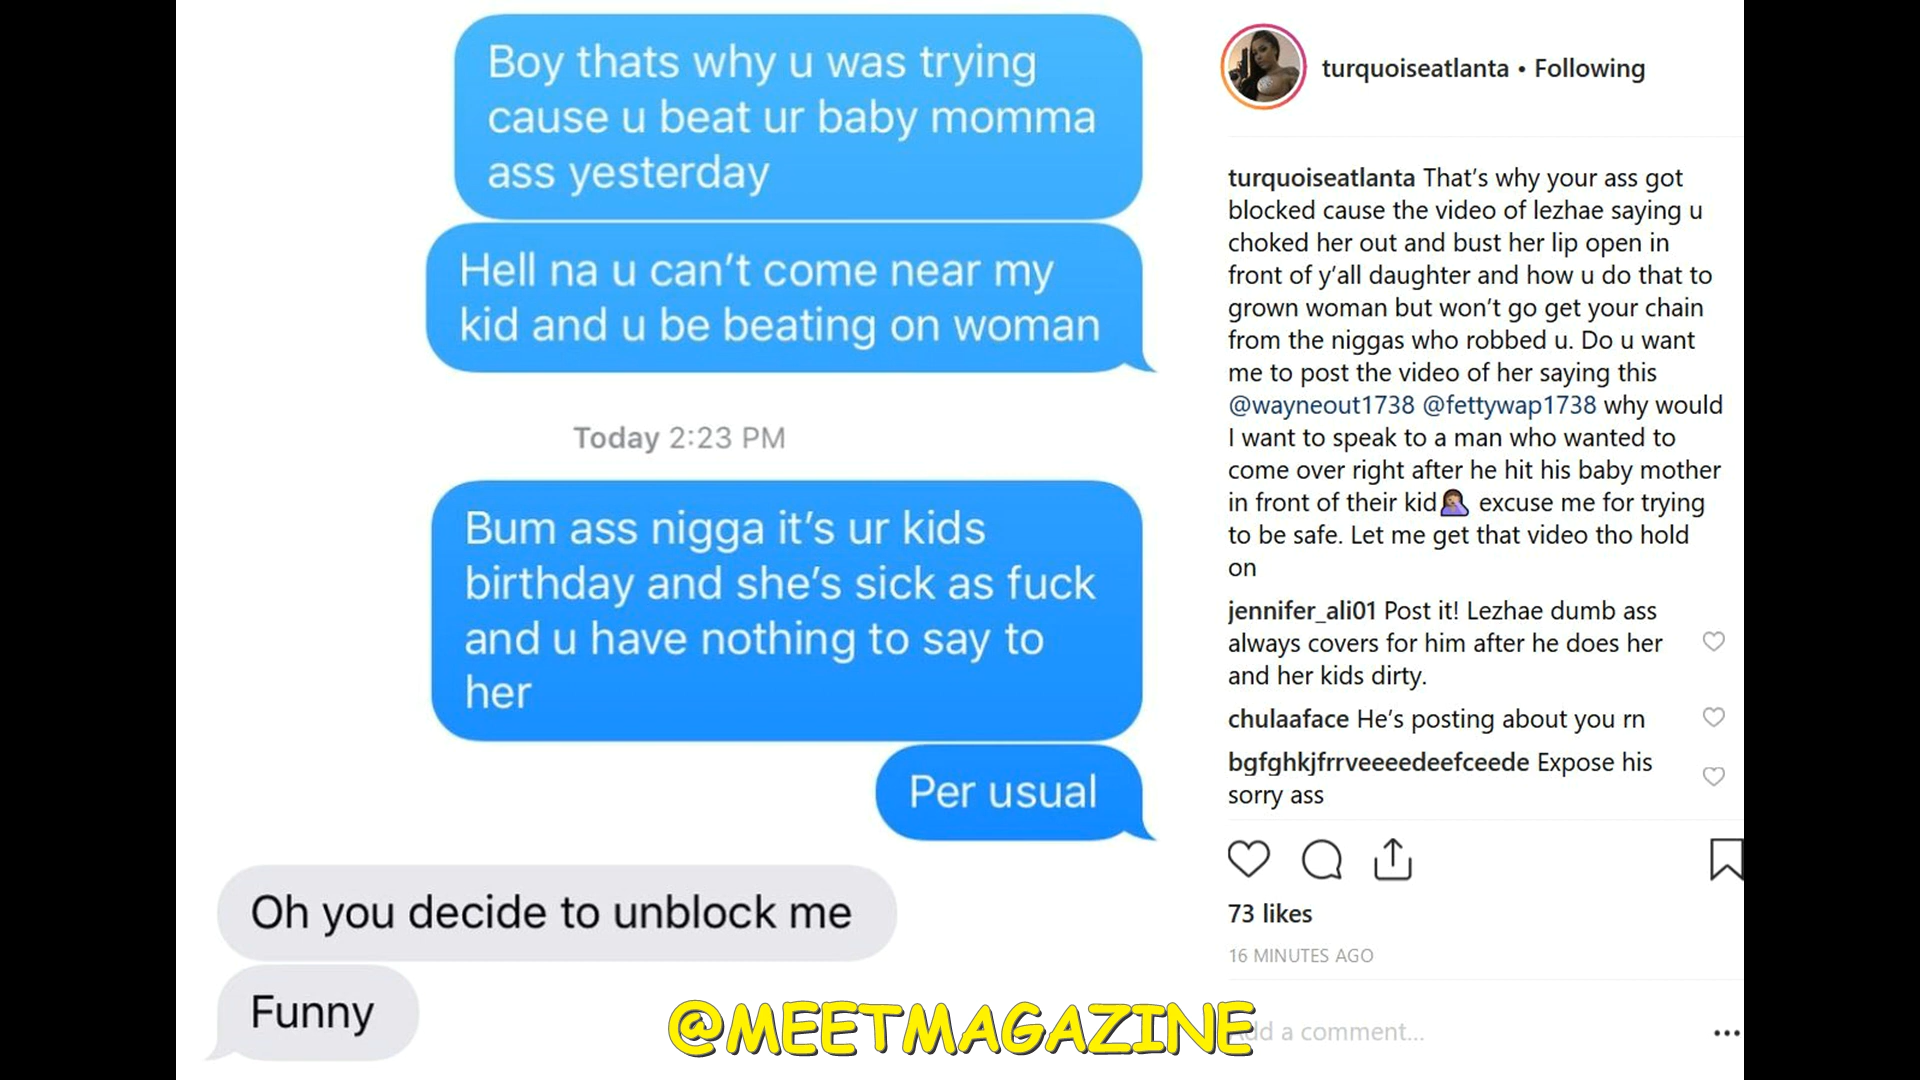 Boy thats why u was trying
cause u beat ur baby momma
ass yesterday
Hell na u can't come near my
kid and u be beating on woman
Today 2:23 PM
Bum ass nigga it's ur kids
birthday and she's sick as fuck
and u have nothing to say to
her
Per usual
Oh you decide to unblock me
Funny
turquoiseatlanta • Following
turquoiseatlanta That's why your ass got
blocked cause the video of lezhae saying u
choked her out and bust her lip open in
front of y'all daughter and how u do that to
grown woman but won't go get your chain
from the niggas who robbed u. Do u want
me to post the video of her saying this
@wayneout1738 @fettywap1738 why would
I want to speak to a man who wanted to
come over right after he hit his baby mother
in front of their kid🤦🏾‍♀️ excuse me for trying
to be safe. Let me get that video tho hold
on
jennifer_ali01 Post it! Lezhae dumb ass
always covers for him after he does her
and her kids dirty.
chulaaface He's posting about you rn
bgfghkjfrrveeeedeefceede Expose his
sorry ass
73 likes
16 MINUTES AGO
Add a comment...
@MEETMAGAZINE